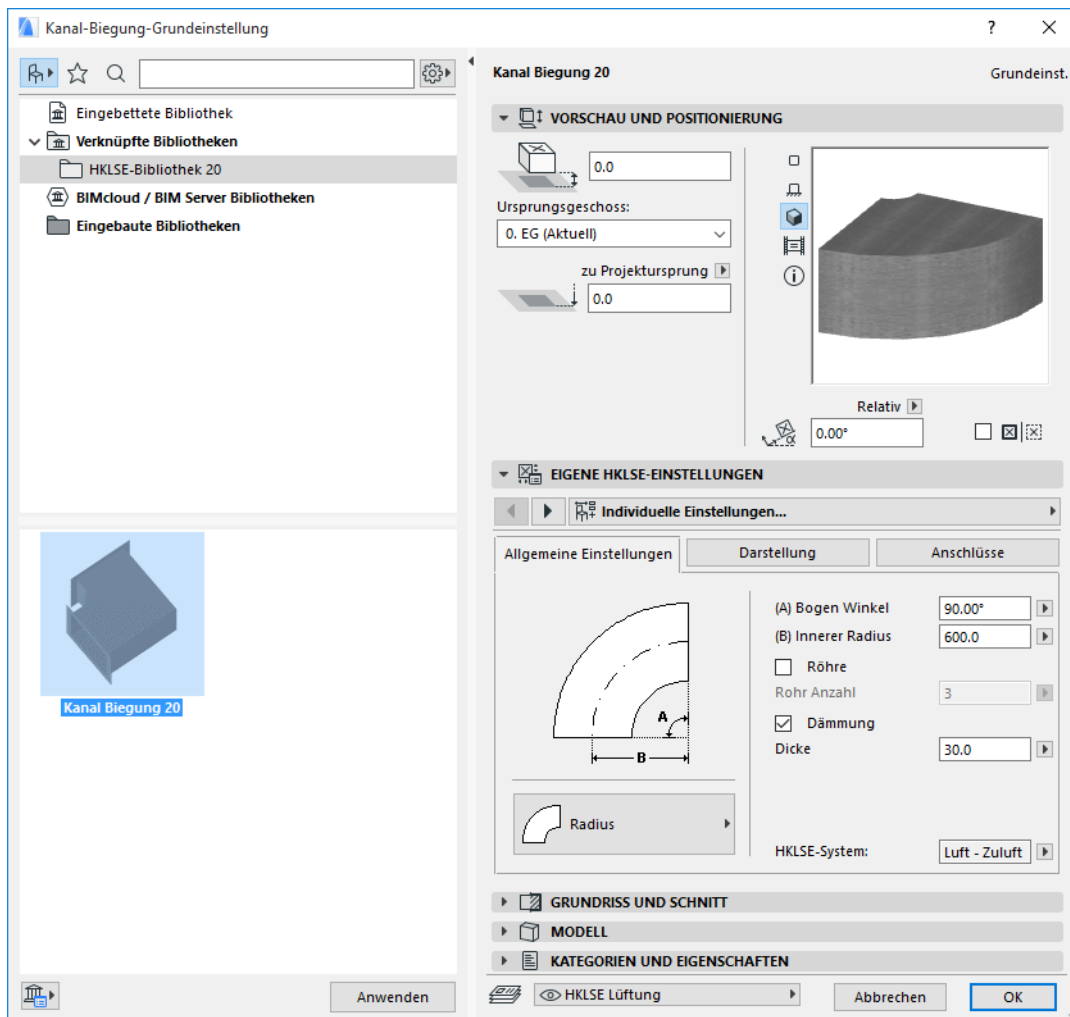 Kanal-Biegung-Grundeinstellung
?
Eingebettete Bibliothek
Verknüpfte Bibliotheken
HKLSE-Bibliothek 20
BIMcloud / BIM Server Bibliotheken
Eingebaute Bibliotheken
Kanal Biegung 20
Anwenden
Kanal Biegung 20 Grundeinst.
VORSCHAU UND POSITIONIERUNG
0.0
Ursprungsgeschoss:
0. EG (Aktuell)
zu Projektursprung
0.0
Relativ
α 0.00°
EIGENE HKLSE-EINSTELLUNGEN
Individuelle Einstellungen...
Allgemeine Einstellungen Darstellung Anschlüsse
A
B
Radius
(A) Bogen Winkel 90.00°
(B) Innerer Radius 600.0
Röhre
Rohr Anzahl 3
Dämmung
Dicke 30.0
HKLSE-System: Luft - Zuluft
GRUNDRISS UND SCHNITT
MODELL
KATEGORIEN UND EIGENSCHAFTEN
HKLSE Lüftung Abbrechen OK